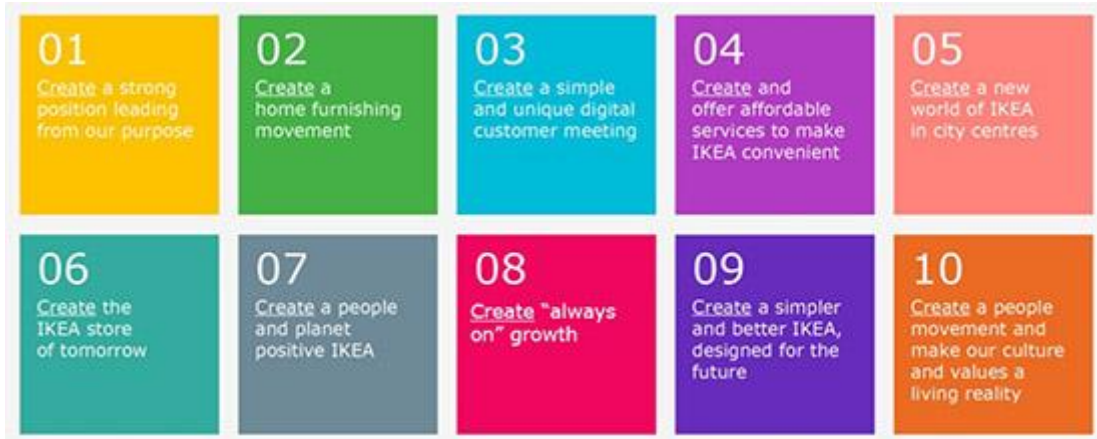 01
Create a strong
position leading
from our purpose
02
Create a
home furnishing
movement
03
Create a simple
and unique digital
customer meeting
04
Create and
offer affordable
services to make
IKEA convenient
05
Create a new
world of IKEA
in city centres
06
Create the
IKEA store
of tomorrow
07
Create a people
and planet
positive IKEA
08
Create “always
on” growth
09
Create a simpler
and better IKEA,
designed for the
future
10
Create a people
movement and
make our culture
and values a
living reality